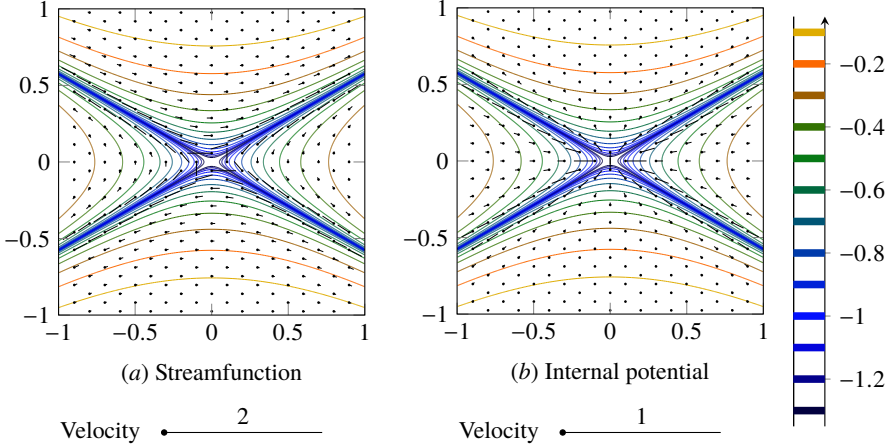 1
0.5
0
−0.5
−1
−1 −0.5 0 0.5 1
(a) Streamfunction
Velocity 2
1
0.5
0
−0.5
−1
−1 −0.5 0 0.5 1
(b) Internal potential
Velocity 1
−0.2
−0.4
−0.6
−0.8
−1
−1.2